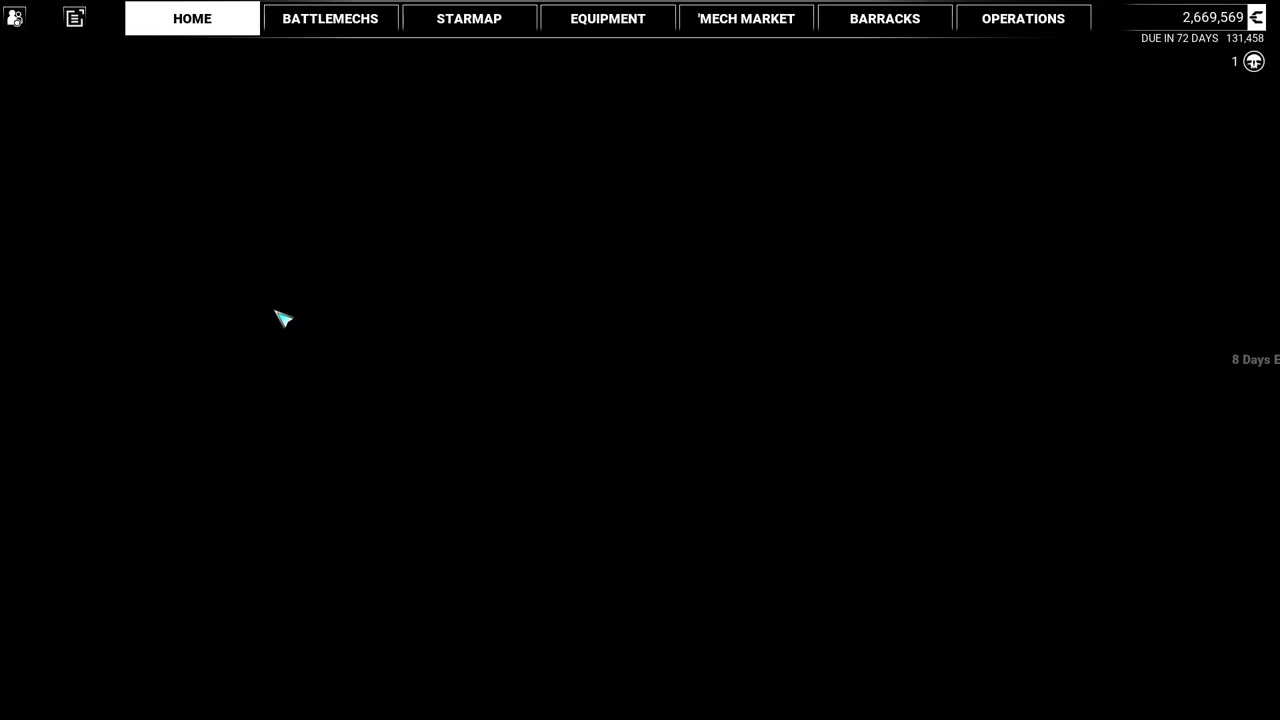 HOME
BATTLEMECHS
STARMAP
EQUIPMENT
'MECH MARKET
BARRACKS
OPERATIONS
2,669,569
DUE IN 72 DAYS 131,458
1
8 Days E